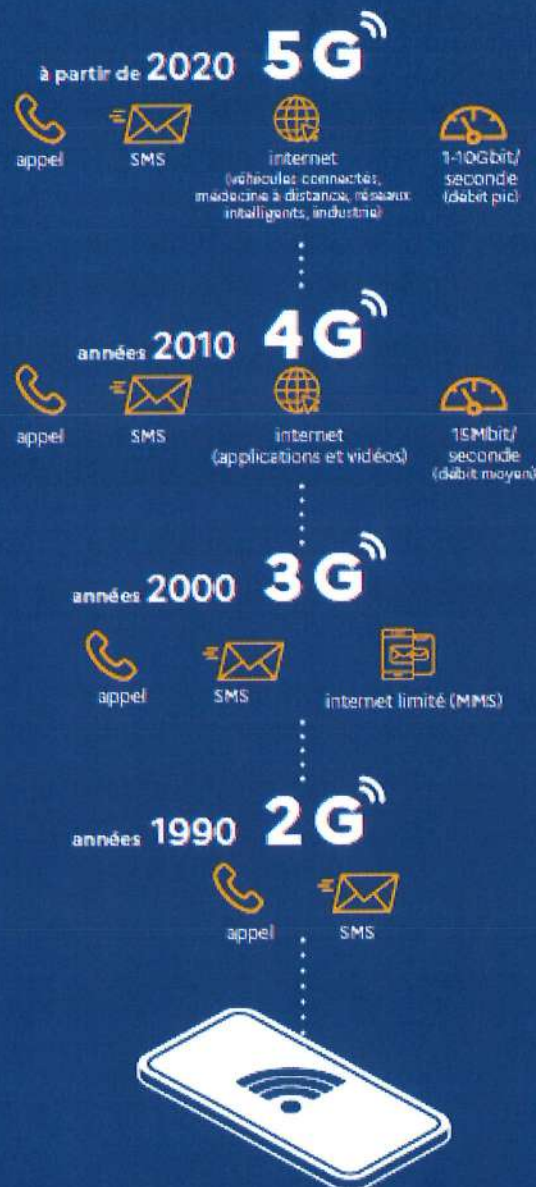 à partir de 2020 5G
appel
SMS
internet
(véhicules connectés,
médecine à distance, réseaux
intelligents, industrie)
1-10Gbit/
seconde
(débit pic)
années 2010 4G
appel
SMS
internet
(applications et vidéos)
15Mbit/
seconde
(débit moyen)
années 2000 3G
appel
SMS
internet limité (MMS)
années 1990 2G
appel
SMS